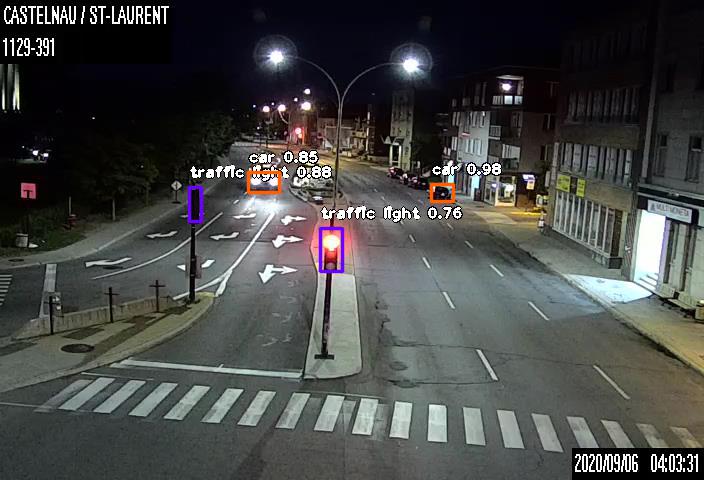 CASTELNAU / ST-LAURENT
1129-391
car 0.85
traffic light 0.88
car 0.98
traffic light 0.76
2020/09/06 04:03:31